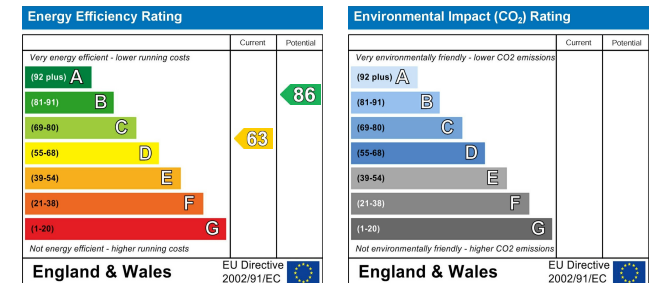 Energy Efficiency Rating
Current Potential
Very energy efficient - lower running costs
(92 plus) A
(81-91) B
86
(69-80) C
63
(55-68) D
(39-54) E
(21-38) F
(1-20) G
Not energy efficient - higher running costs
England & Wales
EU Directive
2002/91/EC
Environmental Impact (CO₂) Rating
Current Potential
Very environmentally friendly - lower CO2 emissions
(92 plus) A
(81-91) B
(69-80) C
(55-68) D
(39-54) E
(21-38) F
(1-20) G
Not environmentally friendly - higher CO2 emissions
England & Wales
EU Directive
2002/91/EC